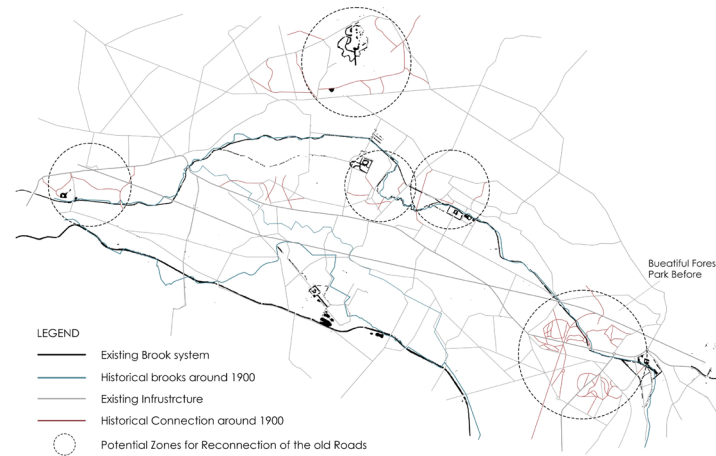 Bueatiful Fores
Park Before
LEGEND
Existing Brook system
Historical brooks around 1900
Existing Infrustrcture
Historical Connection around 1900
Potential Zones for Reconnection of the old Roads